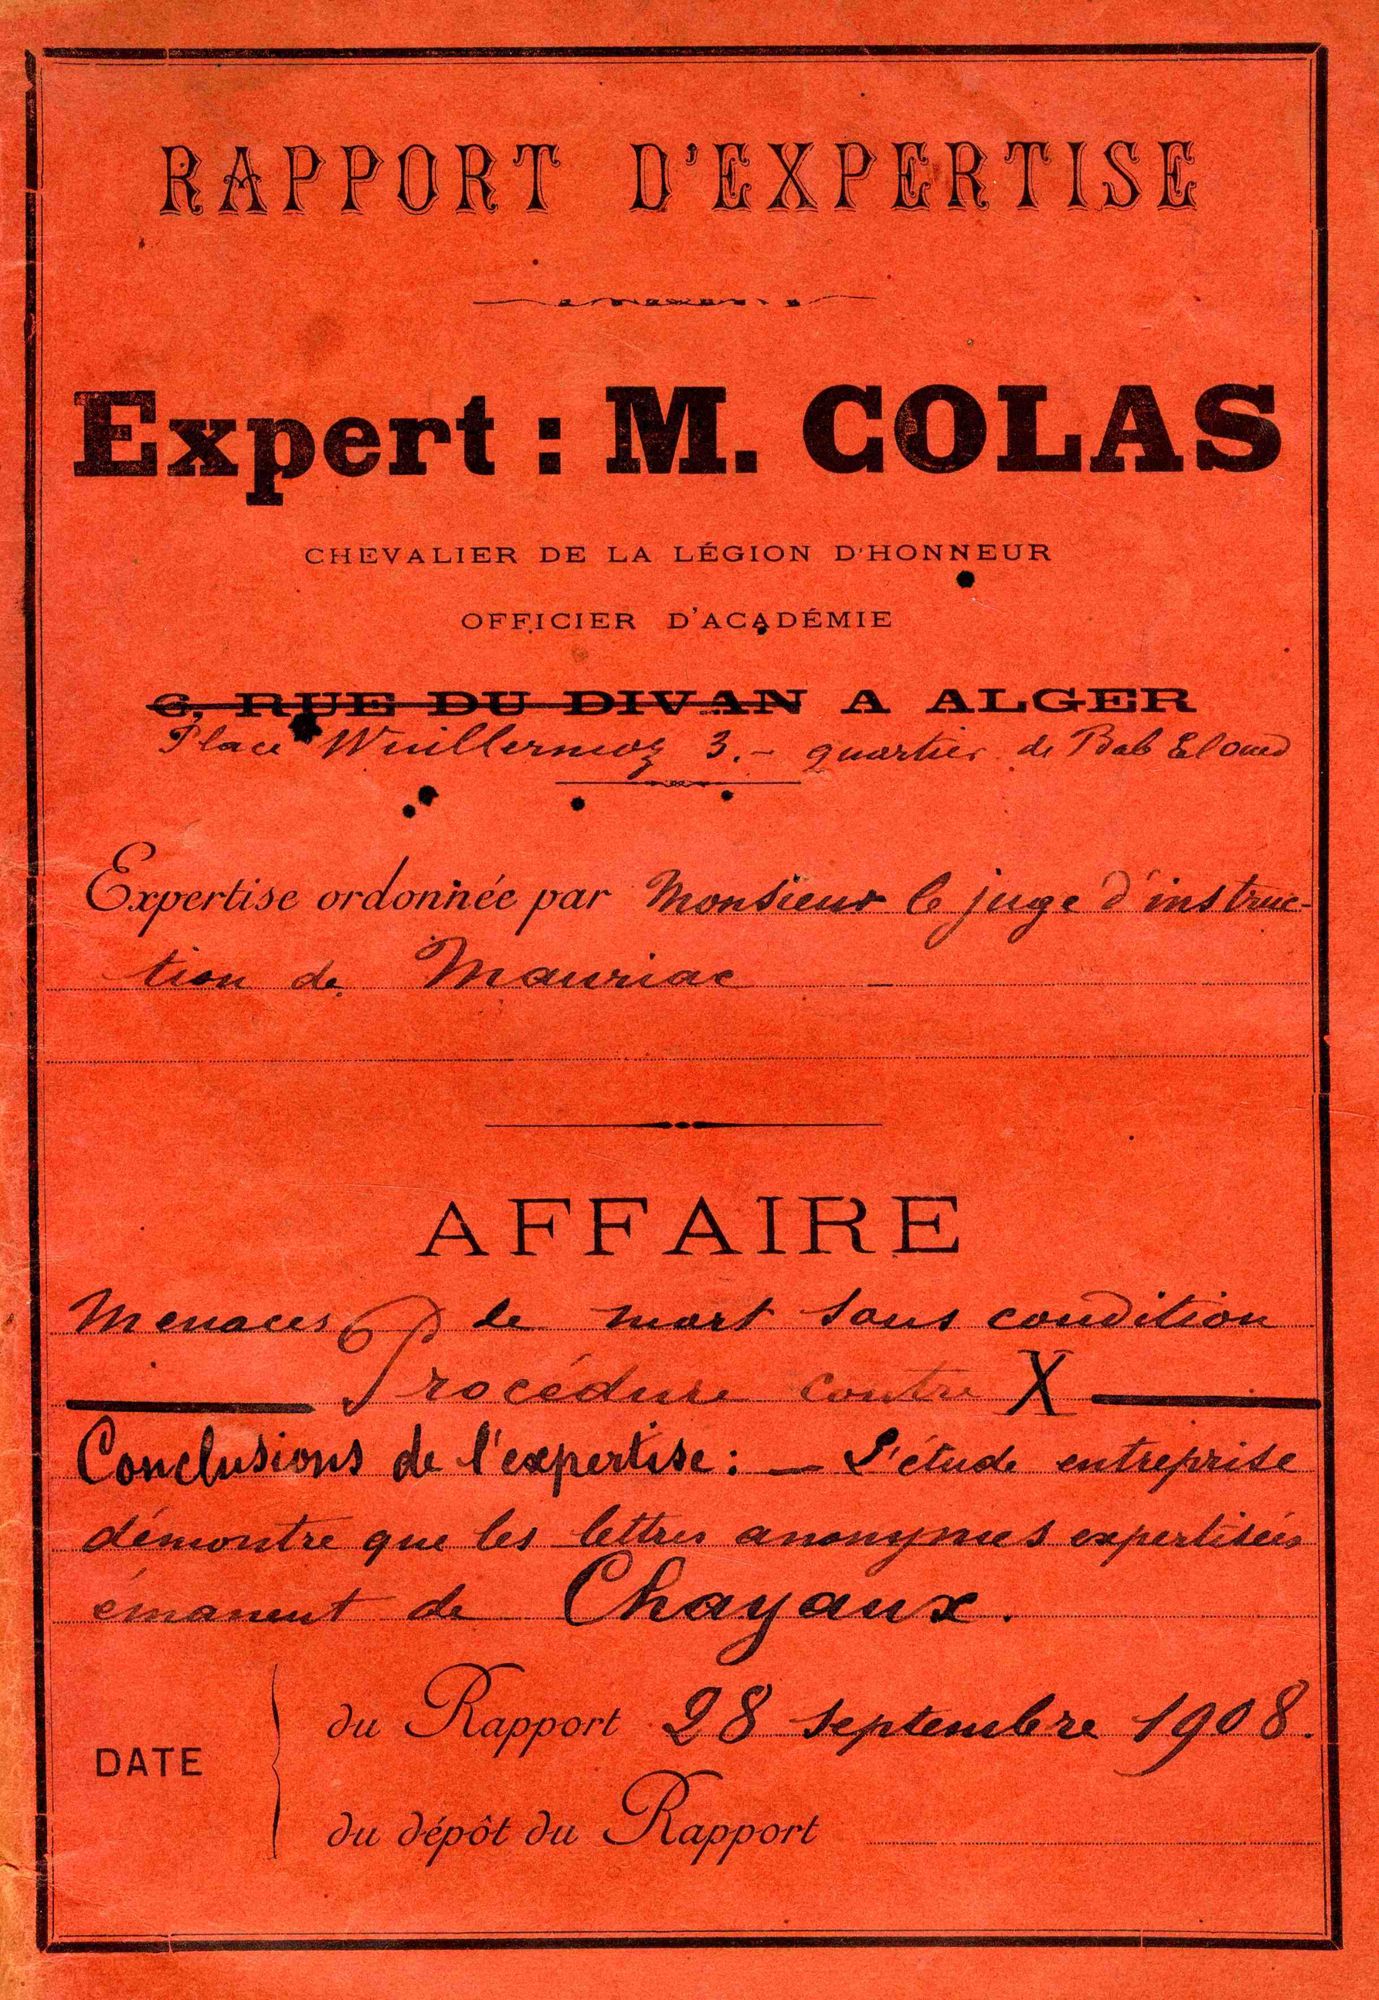 RAPPORT D'EXPERTISE
Expert : M. COLAS
CHEVALIER DE LA LÉGION D'HONNEUR
OFFICIER D'ACADÉMIE
6, RUE DU DIVAN A ALGER
Place Wuillermoz 3. - quartier de Bab El oued
Expertise ordonnée par Monsieur le juge d'instruc-
tion de Mauriac
AFFAIRE
Menaces de mort sans condition
Procédure contre X
Conclusions de l'expertise : — L'étude entreprise
démontre que les lettres anonymes expertisées
émanent de Chayaux.
DATE
du Rapport 28 septembre 1908.
du dépôt du Rapport